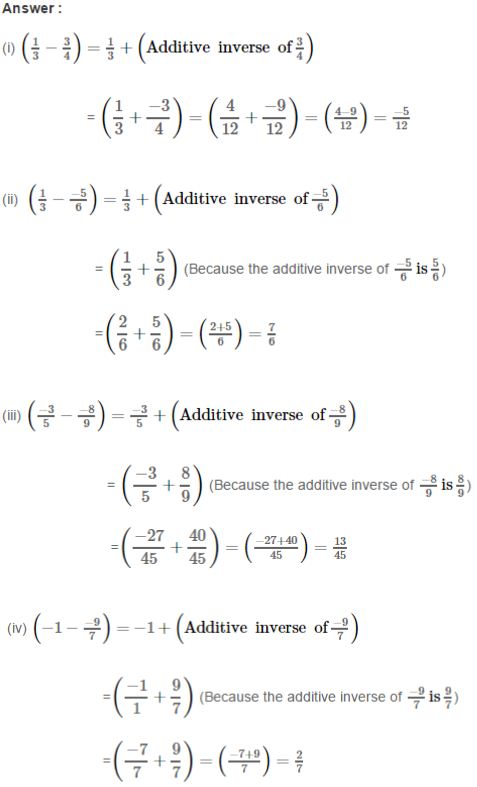 Answer :
(i) (1/3 − 3/4) = 1/3 + (Additive inverse of 3/4)
= (1/3 + −3/4) = (4/12 + −9/12) = (4−9/12) = −5/12
(ii) (1/3 − −5/6) = 1/3 + (Additive inverse of −5/6)
= (1/3 + 5/6) (Because the additive inverse of −5/6 is 5/6)
= (2/6 + 5/6) = (2+5/6) = 7/6
(iii) (−3/5 − −8/9) = −3/5 + (Additive inverse of −8/9)
= (−3/5 + 8/9) (Because the additive inverse of −8/9 is 8/9)
= (−27/45 + 40/45) = (−27+40/45) = 13/45
(iv) (−1 − −9/7) = −1 + (Additive inverse of −9/7)
= (−1/1 + 9/7) (Because the additive inverse of −9/7 is 9/7)
= (−7/7 + 9/7) = (−7+9/7) = 2/7